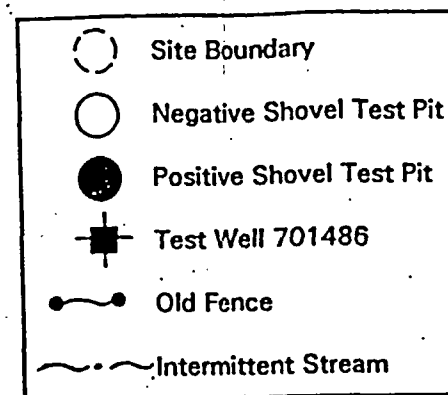 Site Boundary
Negative Shovel Test Pit
Positive Shovel Test Pit
Test Well 701486
Old Fence
Intermittent Stream